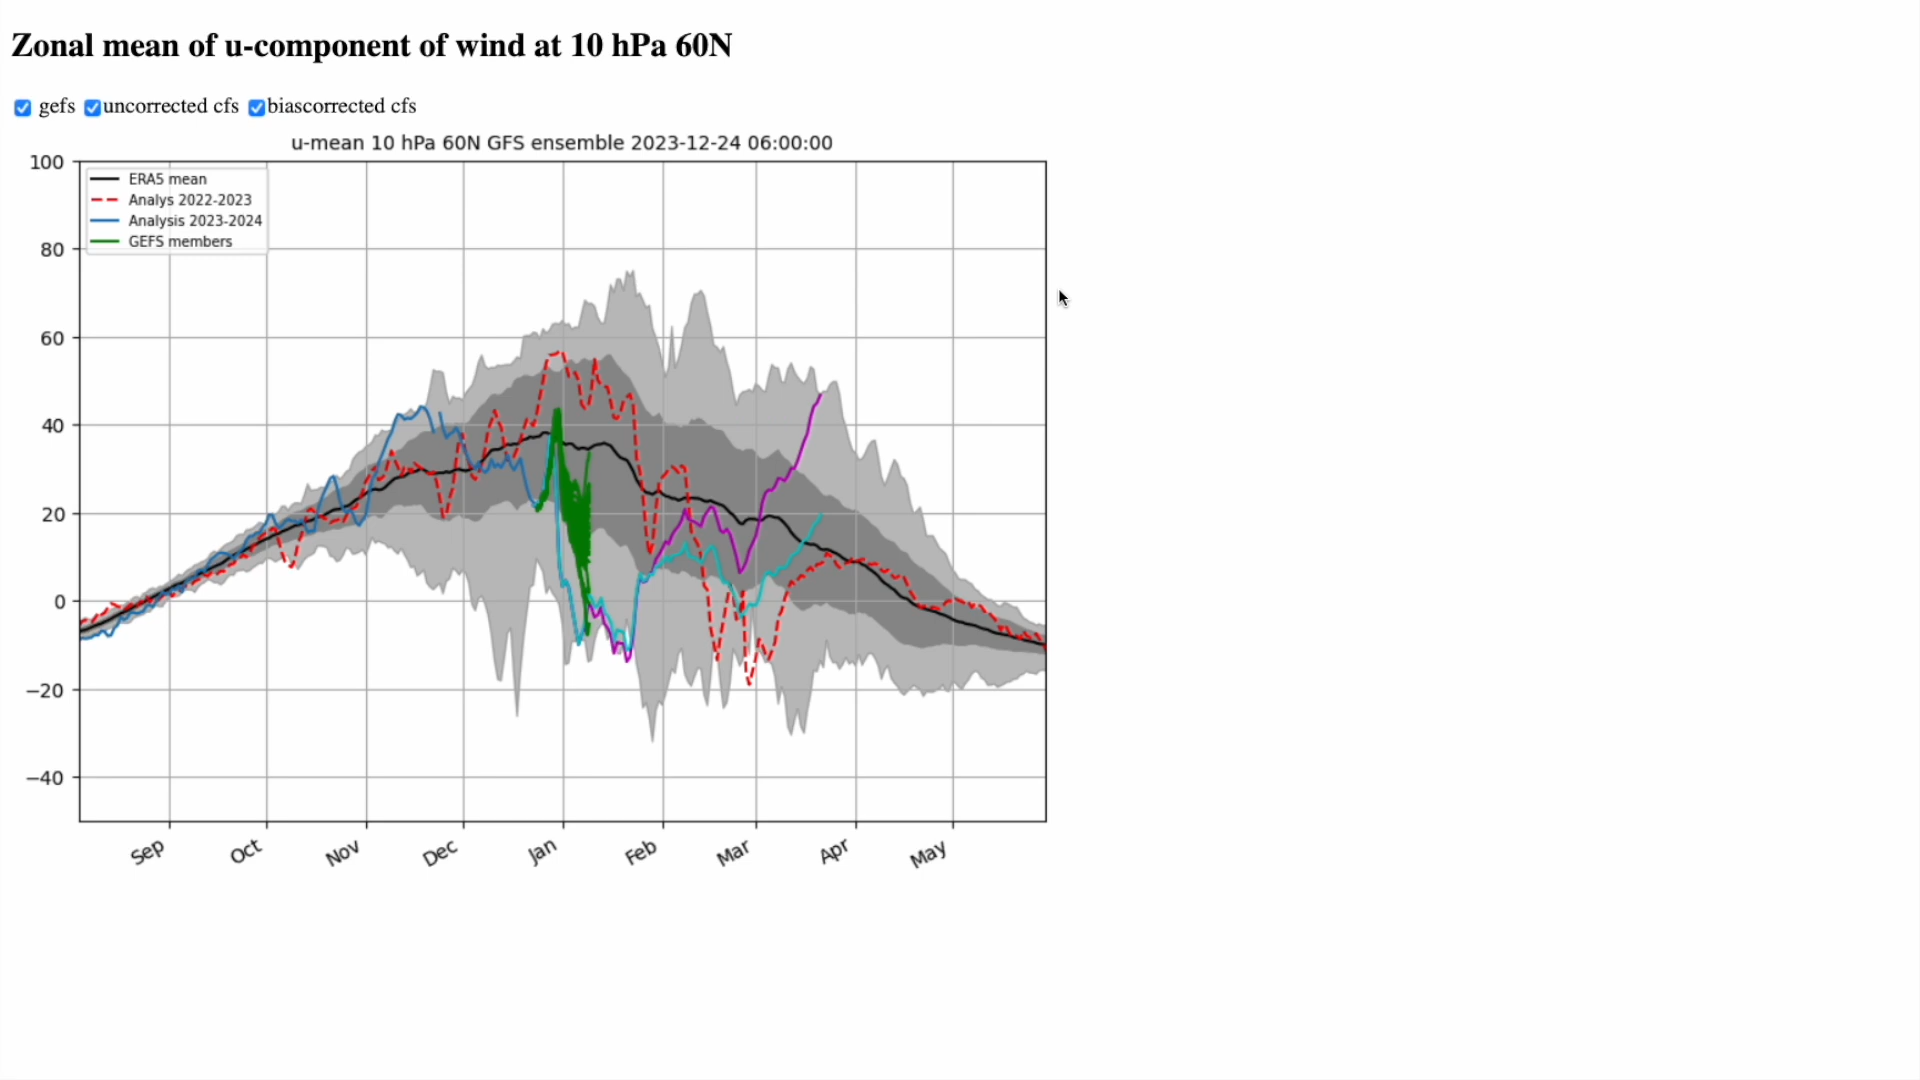 Zonal mean of u-component of wind at 10 hPa 60N
gefs uncorrected cfs biascorrected cfs
u-mean 10 hPa 60N GFS ensemble 2023-12-24 06:00:00
100
ERA5 mean
Analys 2022-2023
Analysis 2023-2024
GEFS members
80
60
40
20
0
−20
−40
Sep Oct Nov Dec Jan Feb Mar Apr May